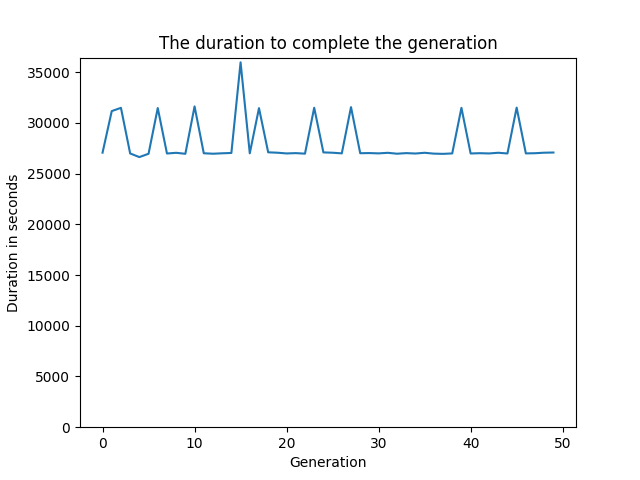 The duration to complete the generation
35000
30000
25000
20000
15000
10000
5000
0
Duration in seconds
0 10 20 30 40 50
Generation